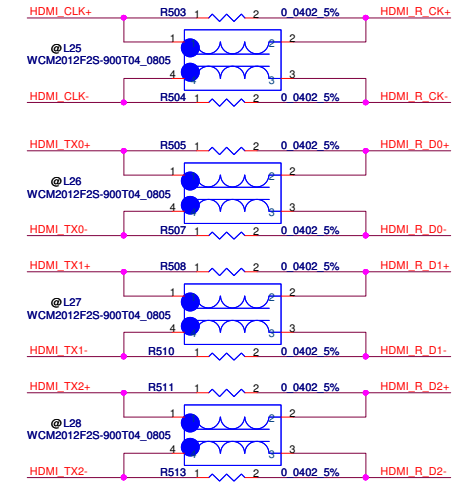 HDMI_CLK+ R503 1 2 0_0402_5% HDMI_R_CK+
1 2
@L25
WCM2012F2S-900T04_0805
4 3
HDMI_CLK- R504 1 2 0_0402_5% HDMI_R_CK-
HDMI_TX0+ R505 1 2 0_0402_5% HDMI_R_D0+
1 2
@L26
WCM2012F2S-900T04_0805
4 3
HDMI_TX0- R507 1 2 0_0402_5% HDMI_R_D0-
HDMI_TX1+ R508 1 2 0_0402_5% HDMI_R_D1+
1 2
@L27
WCM2012F2S-900T04_0805
4 3
HDMI_TX1- R510 1 2 0_0402_5% HDMI_R_D1-
HDMI_TX2+ R511 1 2 0_0402_5% HDMI_R_D2+
1 2
@L28
WCM2012F2S-900T04_0805
4 3
HDMI_TX2- R513 1 2 0_0402_5% HDMI_R_D2-